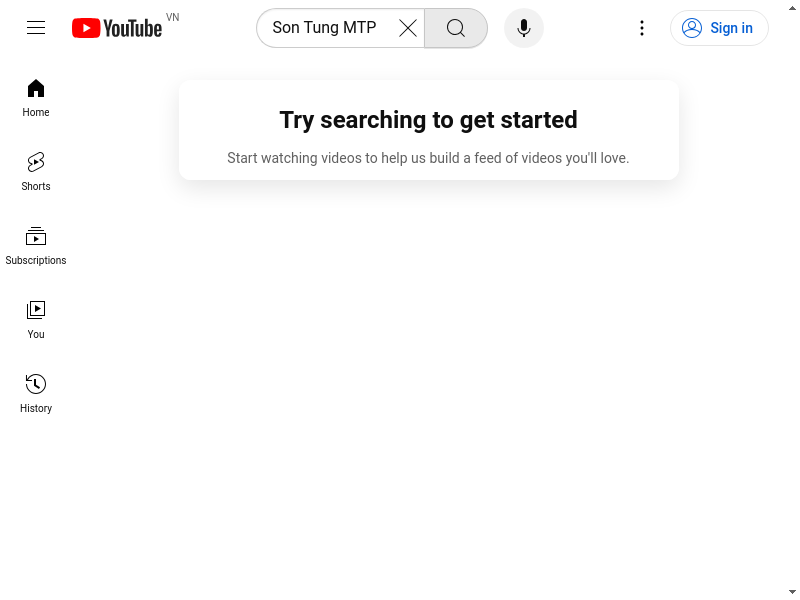 YouTube VN
Son Tung MTP
Sign in
Home
Shorts
Subscriptions
You
History
Try searching to get started
Start watching videos to help us build a feed of videos you'll love.